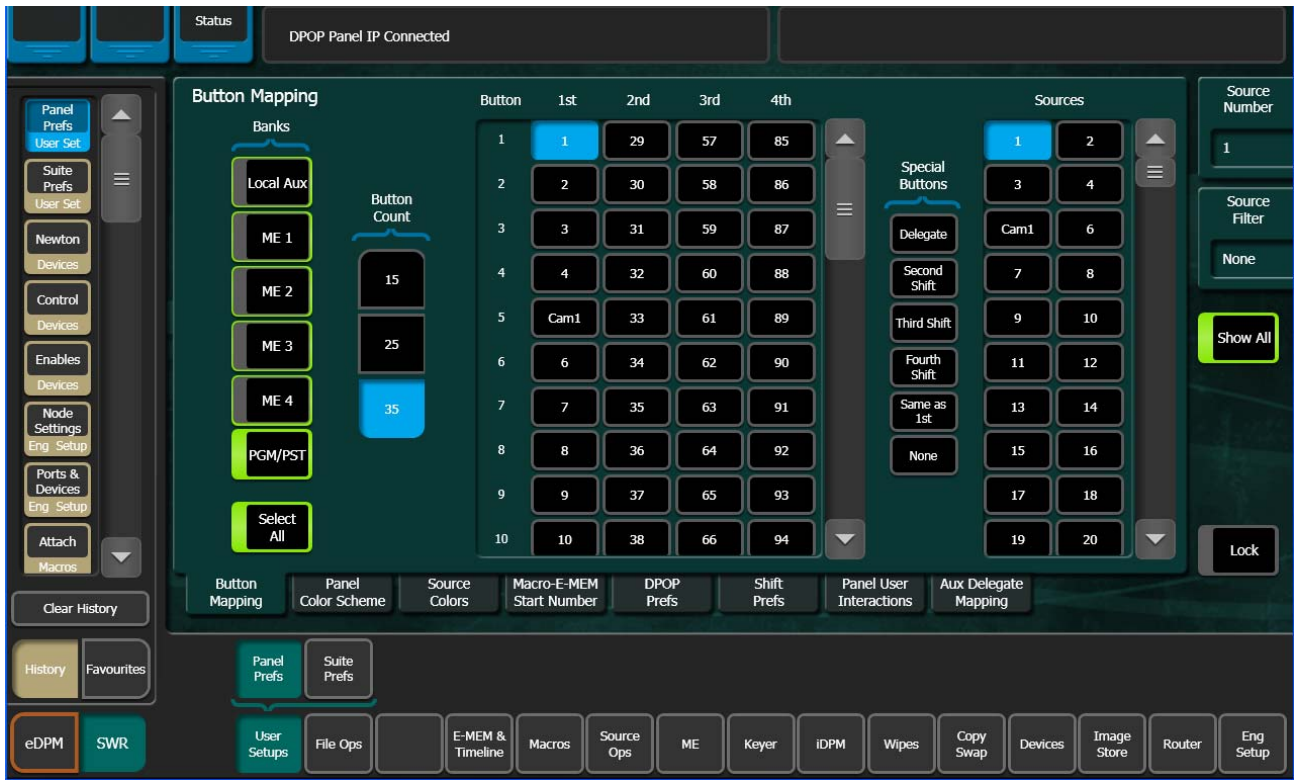 Status
DPOP Panel IP Connected
Panel
Prefs
User Set
Suite
Prefs
User Set
Newton
Devices
Control
Devices
Enables
Devices
Node
Settings
Eng Setup
Ports &
Devices
Eng Setup
Attach
Macros
Clear History
History Favourites
eDPM SWR
Button Mapping
Banks
Local Aux
ME 1
ME 2
ME 3
ME 4
PGM/PST
Select
All
Button
Count
15
25
35
Button 1st 2nd 3rd 4th
1 1 29 57 85
2 2 30 58 86
3 3 31 59 87
4 4 32 60 88
5 Cam1 33 61 89
6 6 34 62 90
7 7 35 63 91
8 8 36 64 92
9 9 37 65 93
10 10 38 66 94
Special
Buttons
Delegate
Second
Shift
Third Shift
Fourth
Shift
Same as
1st
None
Sources
1 2
3 4
Cam1 6
7 8
9 10
11 12
13 14
15 16
17 18
19 20
Source
Number
1
Source
Filter
None
Show All
Lock
Button
Mapping
Panel
Color Scheme
Source
Colors
Macro-E-MEM
Start Number
DPOP
Prefs
Shift
Prefs
Panel User
Interactions
Aux Delegate
Mapping
Panel
Prefs
Suite
Prefs
User
Setups
File Ops
E-MEM &
Timeline
Macros
Source
Ops
ME
Keyer
iDPM
Wipes
Copy
Swap
Devices
Image
Store
Router
Eng
Setup